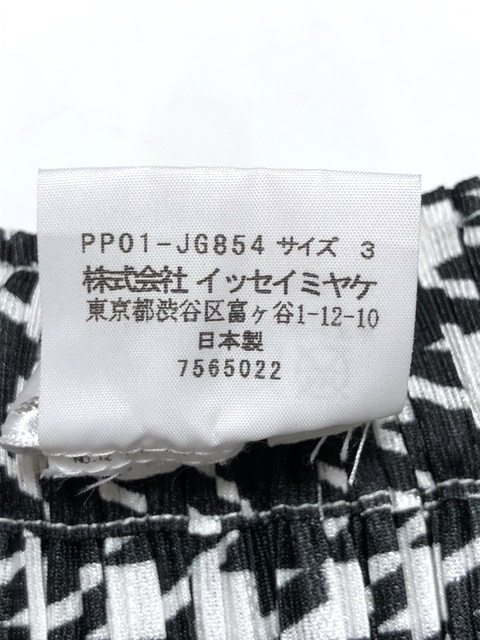 PP01-JG854 サイズ 3
株式会社 イッセイミヤケ
東京都渋谷区富ヶ谷1-12-10
日本製
7565022